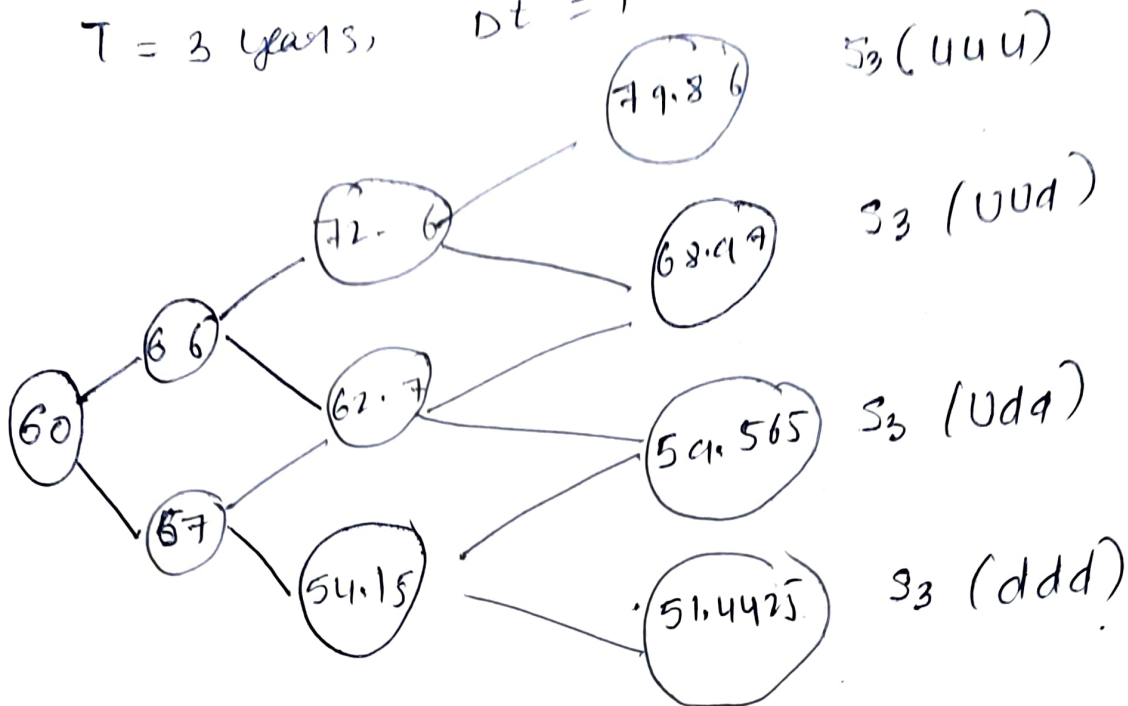 T = 3 years, Dt =
79.86 S3 (uuu)
72.6
68.97 S3 (UUd)
66
60
62.7
59.565 S3 (Udd)
57
54.15
51.4425 S3 (ddd)